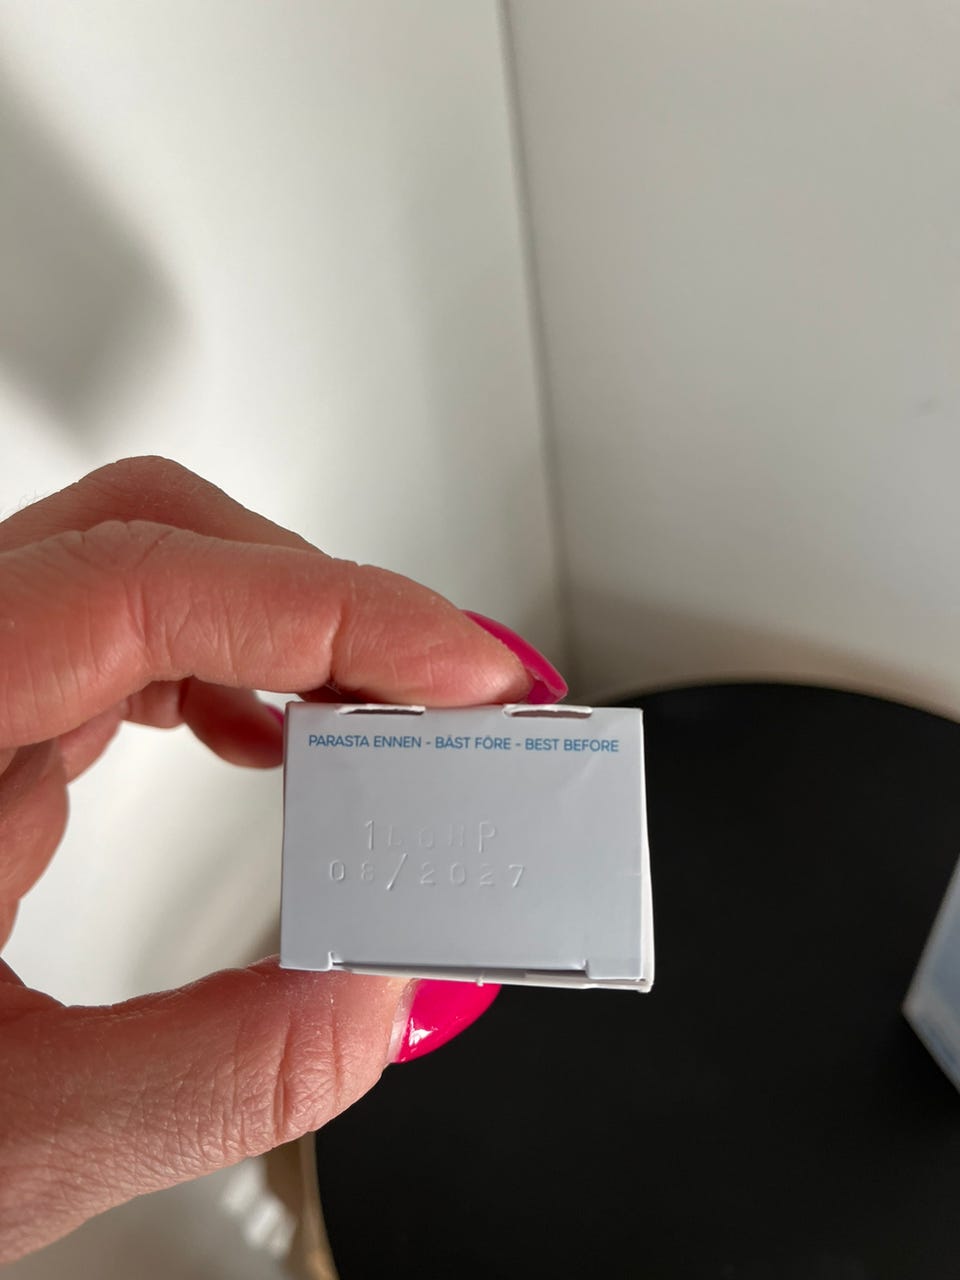 PARASTA ENNEN - BÄST FÖRE - BEST BEFORE
08/2027